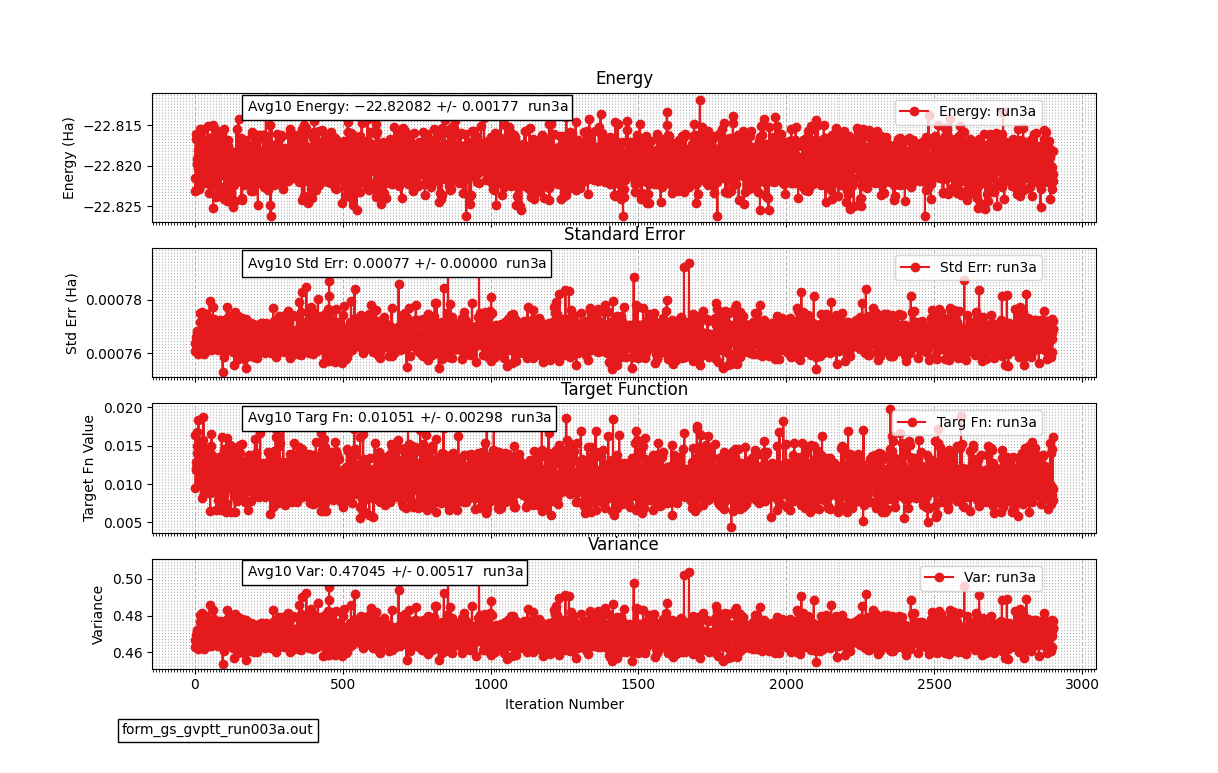 Energy
Avg10 Energy: −22.82082 +/- 0.00177  run3a
Energy: run3a
Energy (Ha)
−22.815
−22.820
−22.825
Standard Error
Avg10 Std Err: 0.00077 +/- 0.00000  run3a
Std Err: run3a
Std Err (Ha)
0.00078
0.00076
Target Function
Avg10 Targ Fn: 0.01051 +/- 0.00298  run3a
Targ Fn: run3a
Target Fn Value
0.020
0.015
0.010
0.005
Variance
Avg10 Var: 0.47045 +/- 0.00517  run3a
Var: run3a
Variance
0.50
0.48
0.46
0 500 1000 1500 2000 2500 3000
Iteration Number
form_gs_gvptt_run003a.out